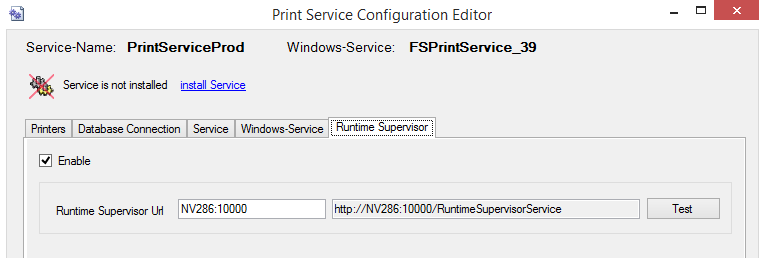 Print Service Configuration Editor
Service-Name: PrintServiceProd Windows-Service: FSPrintService_39
Service is not installed install Service
Printers Database Connection Service Windows-Service Runtime Supervisor
Enable
Runtime Supervisor Url NV286:10000 http://NV286:10000/RuntimeSupervisorService Test